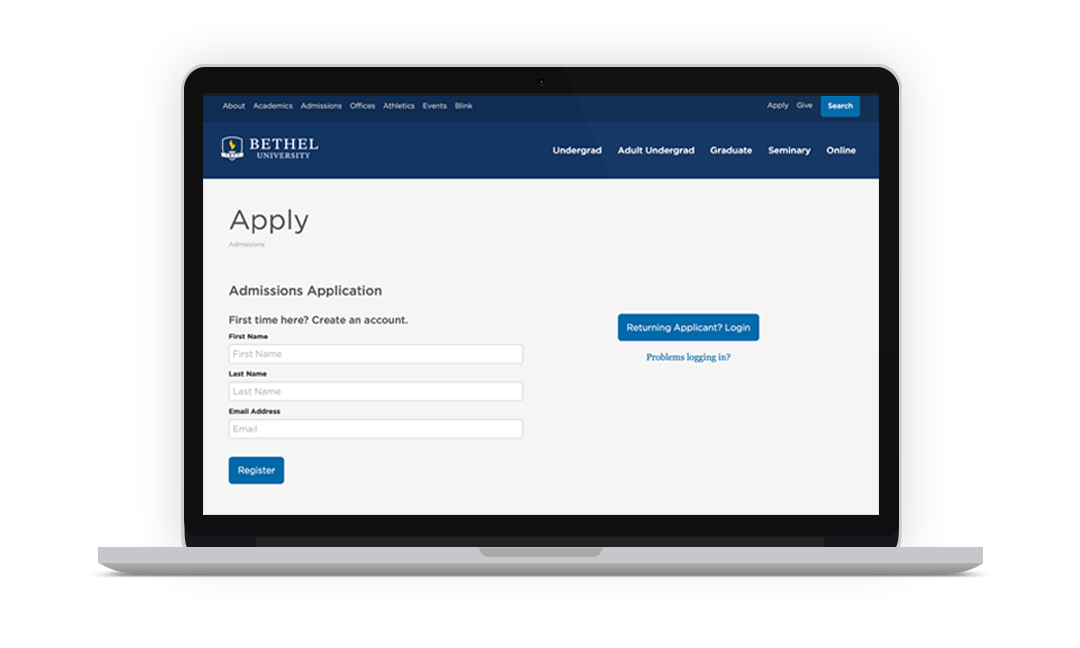 About Academics Admissions Offices Athletics Events Blink Apply Give Search
BETHEL
UNIVERSITY
Undergrad Adult Undergrad Graduate Seminary Online
Apply
Admissions
Admissions Application
First time here? Create an account.
First Name
First Name
Last Name
Last Name
Email Address
Email
Register
Returning Applicant? Login
Problems logging in?